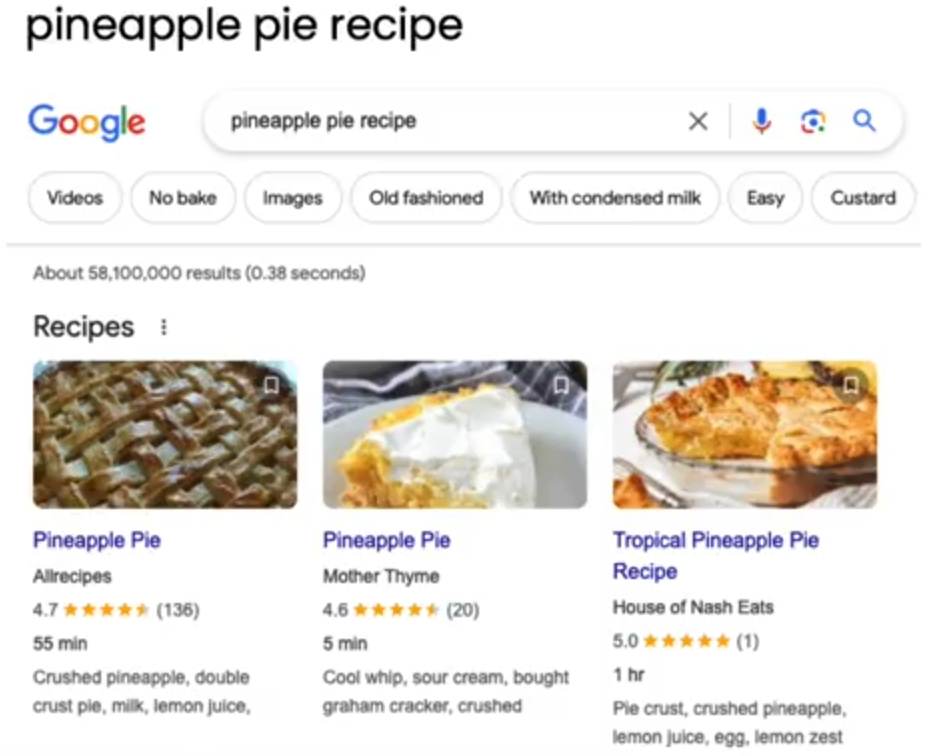 pineapple pie recipe
Google
pineapple pie recipe
Videos
No bake
Images
Old fashioned
With condensed milk
Easy
Custard
About 58,100,000 results (0.38 seconds)
Recipes
Pineapple Pie
Allrecipes
4.7 (136)
55 min
Crushed pineapple, double
crust pie, milk, lemon juice,
Pineapple Pie
Mother Thyme
4.6 (20)
5 min
Cool whip, sour cream, bought
graham cracker, crushed
Tropical Pineapple Pie
Recipe
House of Nash Eats
5.0 (1)
1 hr
Pie crust, crushed pineapple,
lemon juice, egg, lemon zest